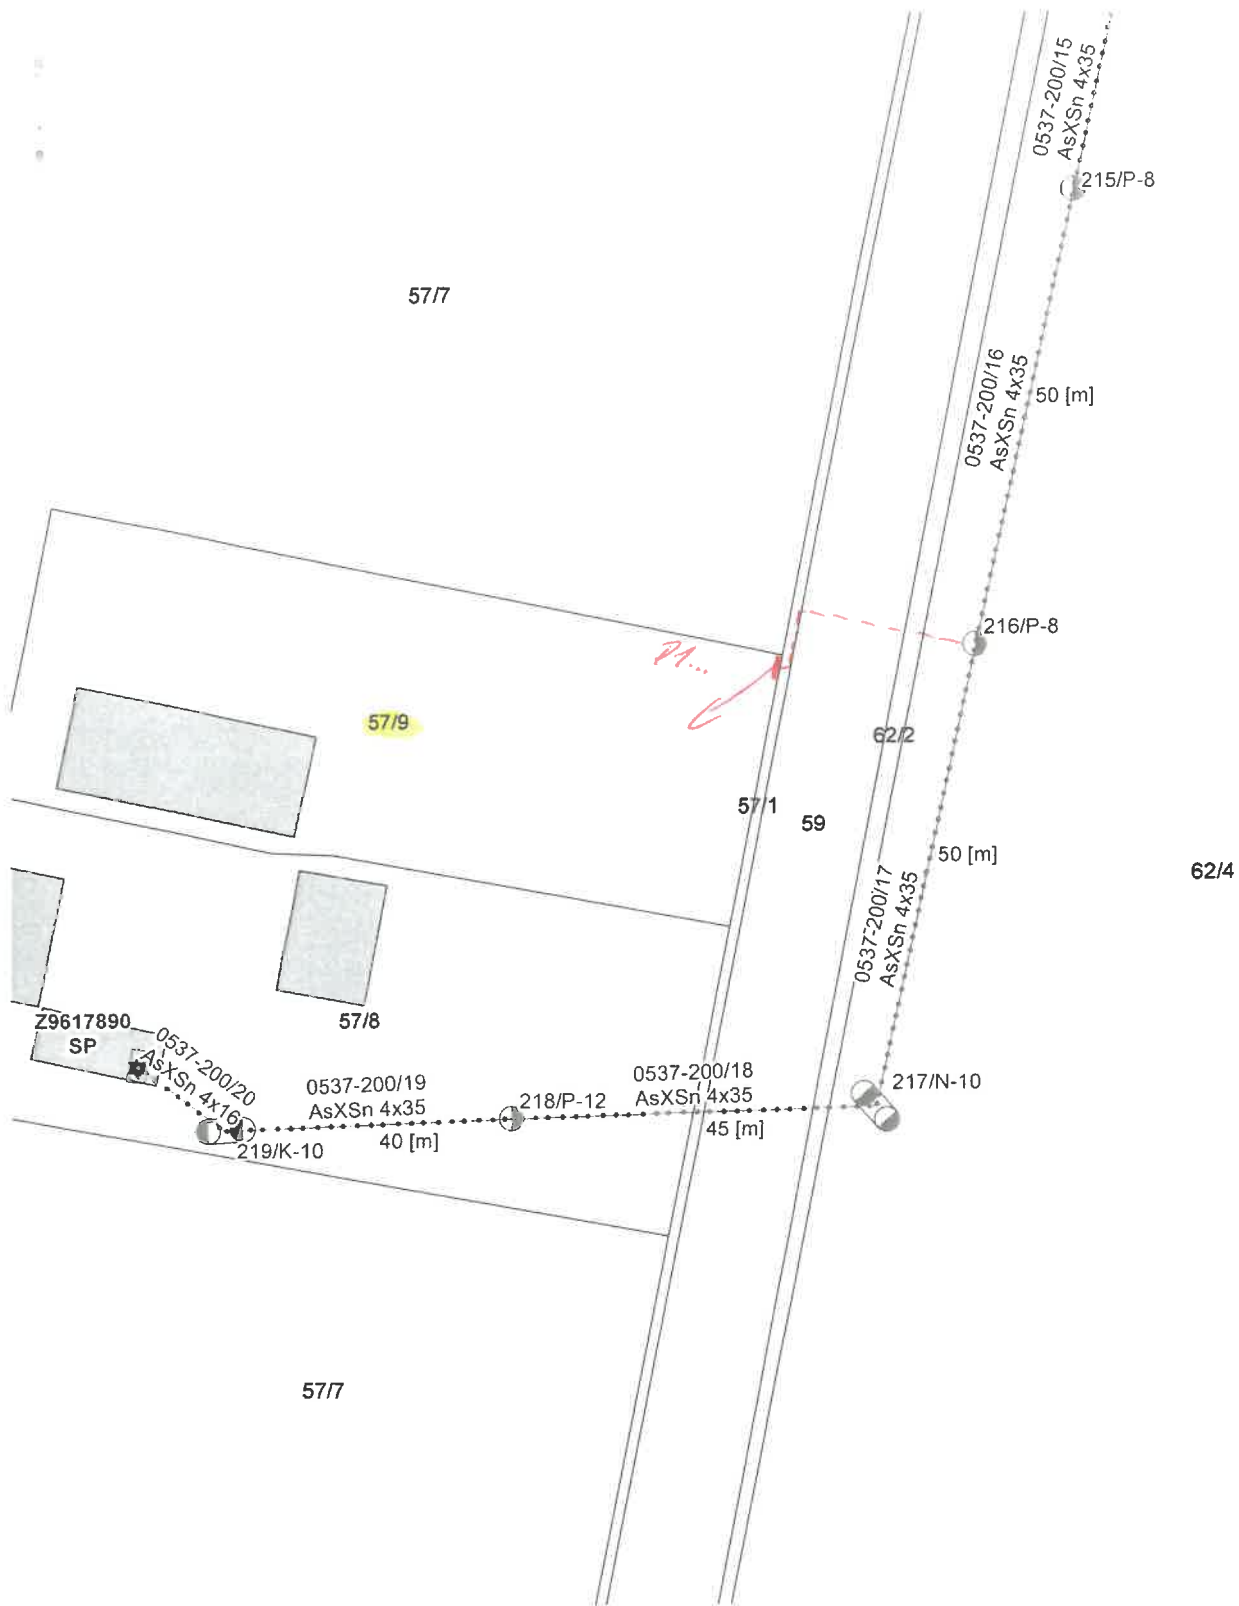 0537-200/15
AsXSn 4x35
215/P-8
57/7
0537-200/16
AsXSn 4x35
50 [m]
216/P-8
57/9
62/2
57/1
59
50 [m]
62/4
0537-200/17
AsXSn 4x35
Z9617890
SP
57/8
0537-200/20
AsXSn 4x16
0537-200/19
AsXSn 4x35
40 [m]
218/P-12
0537-200/18
AsXSn 4x35
45 [m]
217/N-10
219/K-10
57/7